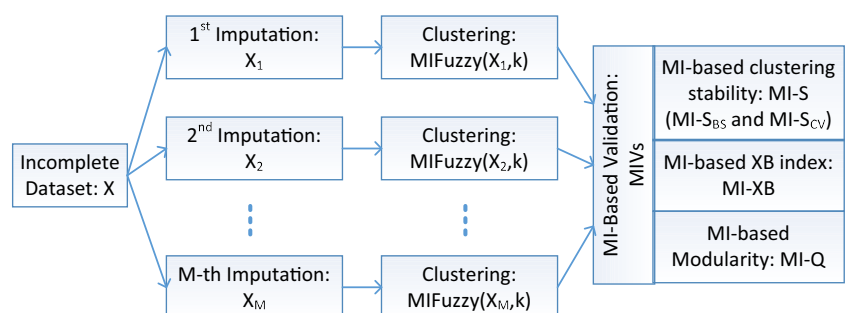 1st Imputation:
X1
Clustering:
MIFuzzy(X1,k)
2nd Imputation:
X2
Clustering:
MIFuzzy(X2,k)
Incomplete
Dataset: X
M-th Imputation:
XM
Clustering:
MIFuzzy(XM,k)
MI-Based Validation:
MIVs
MI-based clustering
stability: MI-S
(MI-SBS and MI-SCV)
MI-based XB index:
MI-XB
MI-based
Modularity: MI-Q